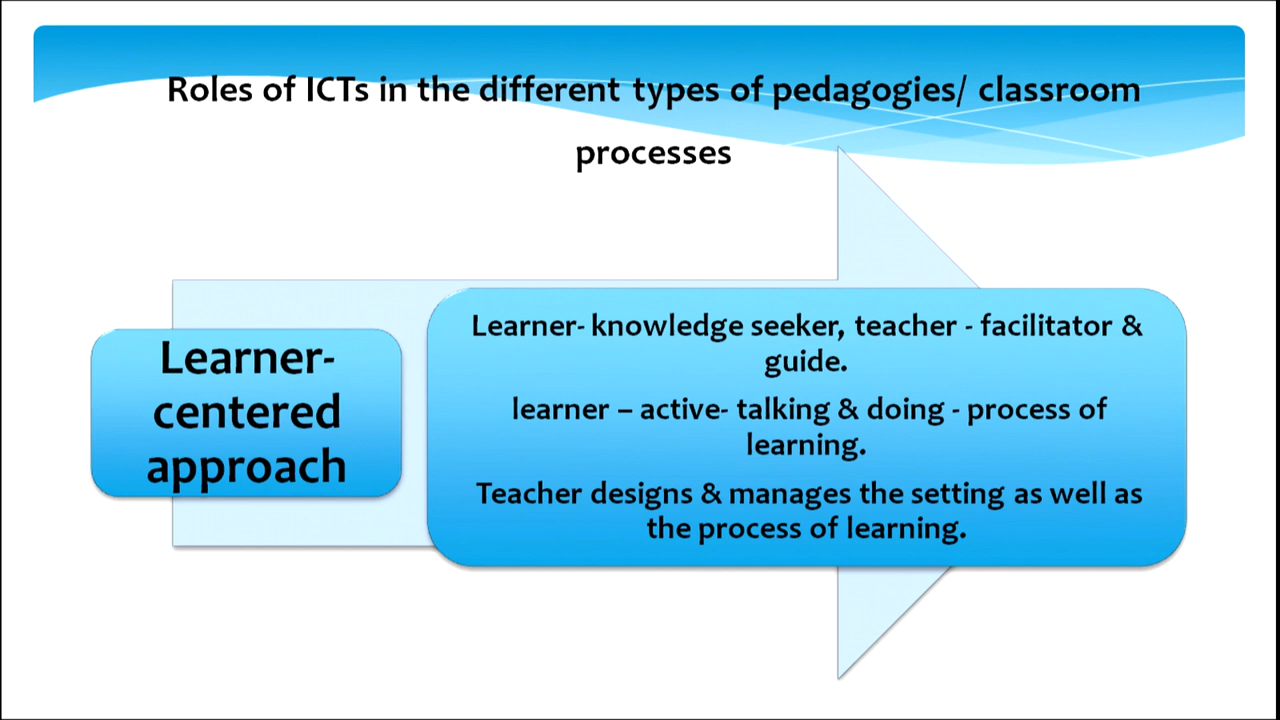 Roles of ICTs in the different types of pedagogies/ classroom
processes
Learner-
centered
approach
Learner- knowledge seeker, teacher - facilitator &
guide.
learner – active- talking & doing - process of
learning.
Teacher designs & manages the setting as well as
the process of learning.